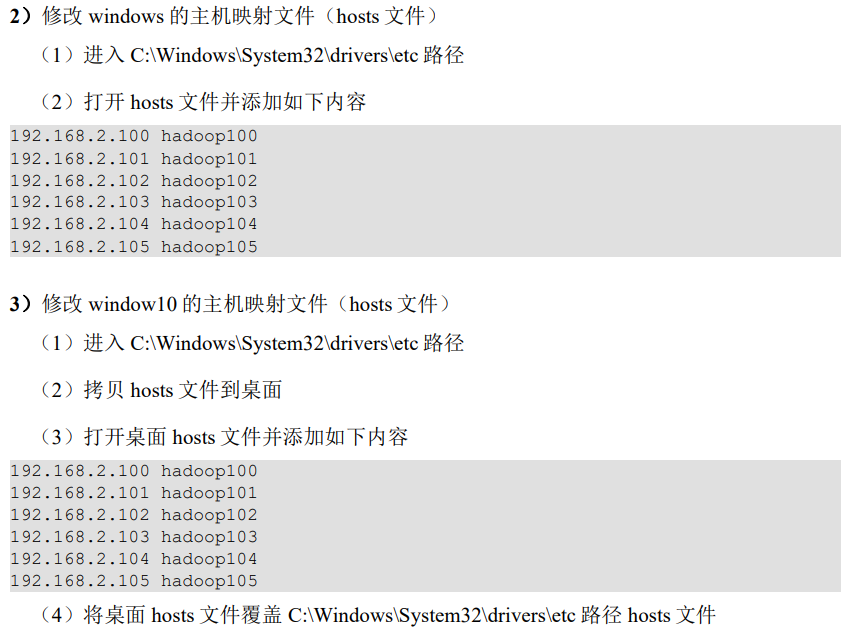 2）修改 windows 的主机映射文件（hosts 文件）
（1）进入 C:\Windows\System32\drivers\etc 路径
（2）打开 hosts 文件并添加如下内容
192.168.2.100 hadoop100
192.168.2.101 hadoop101
192.168.2.102 hadoop102
192.168.2.103 hadoop103
192.168.2.104 hadoop104
192.168.2.105 hadoop105
3）修改 window10 的主机映射文件（hosts 文件）
（1）进入 C:\Windows\System32\drivers\etc 路径
（2）拷贝 hosts 文件到桌面
（3）打开桌面 hosts 文件并添加如下内容
192.168.2.100 hadoop100
192.168.2.101 hadoop101
192.168.2.102 hadoop102
192.168.2.103 hadoop103
192.168.2.104 hadoop104
192.168.2.105 hadoop105
（4）将桌面 hosts 文件覆盖 C:\Windows\System32\drivers\etc 路径 hosts 文件